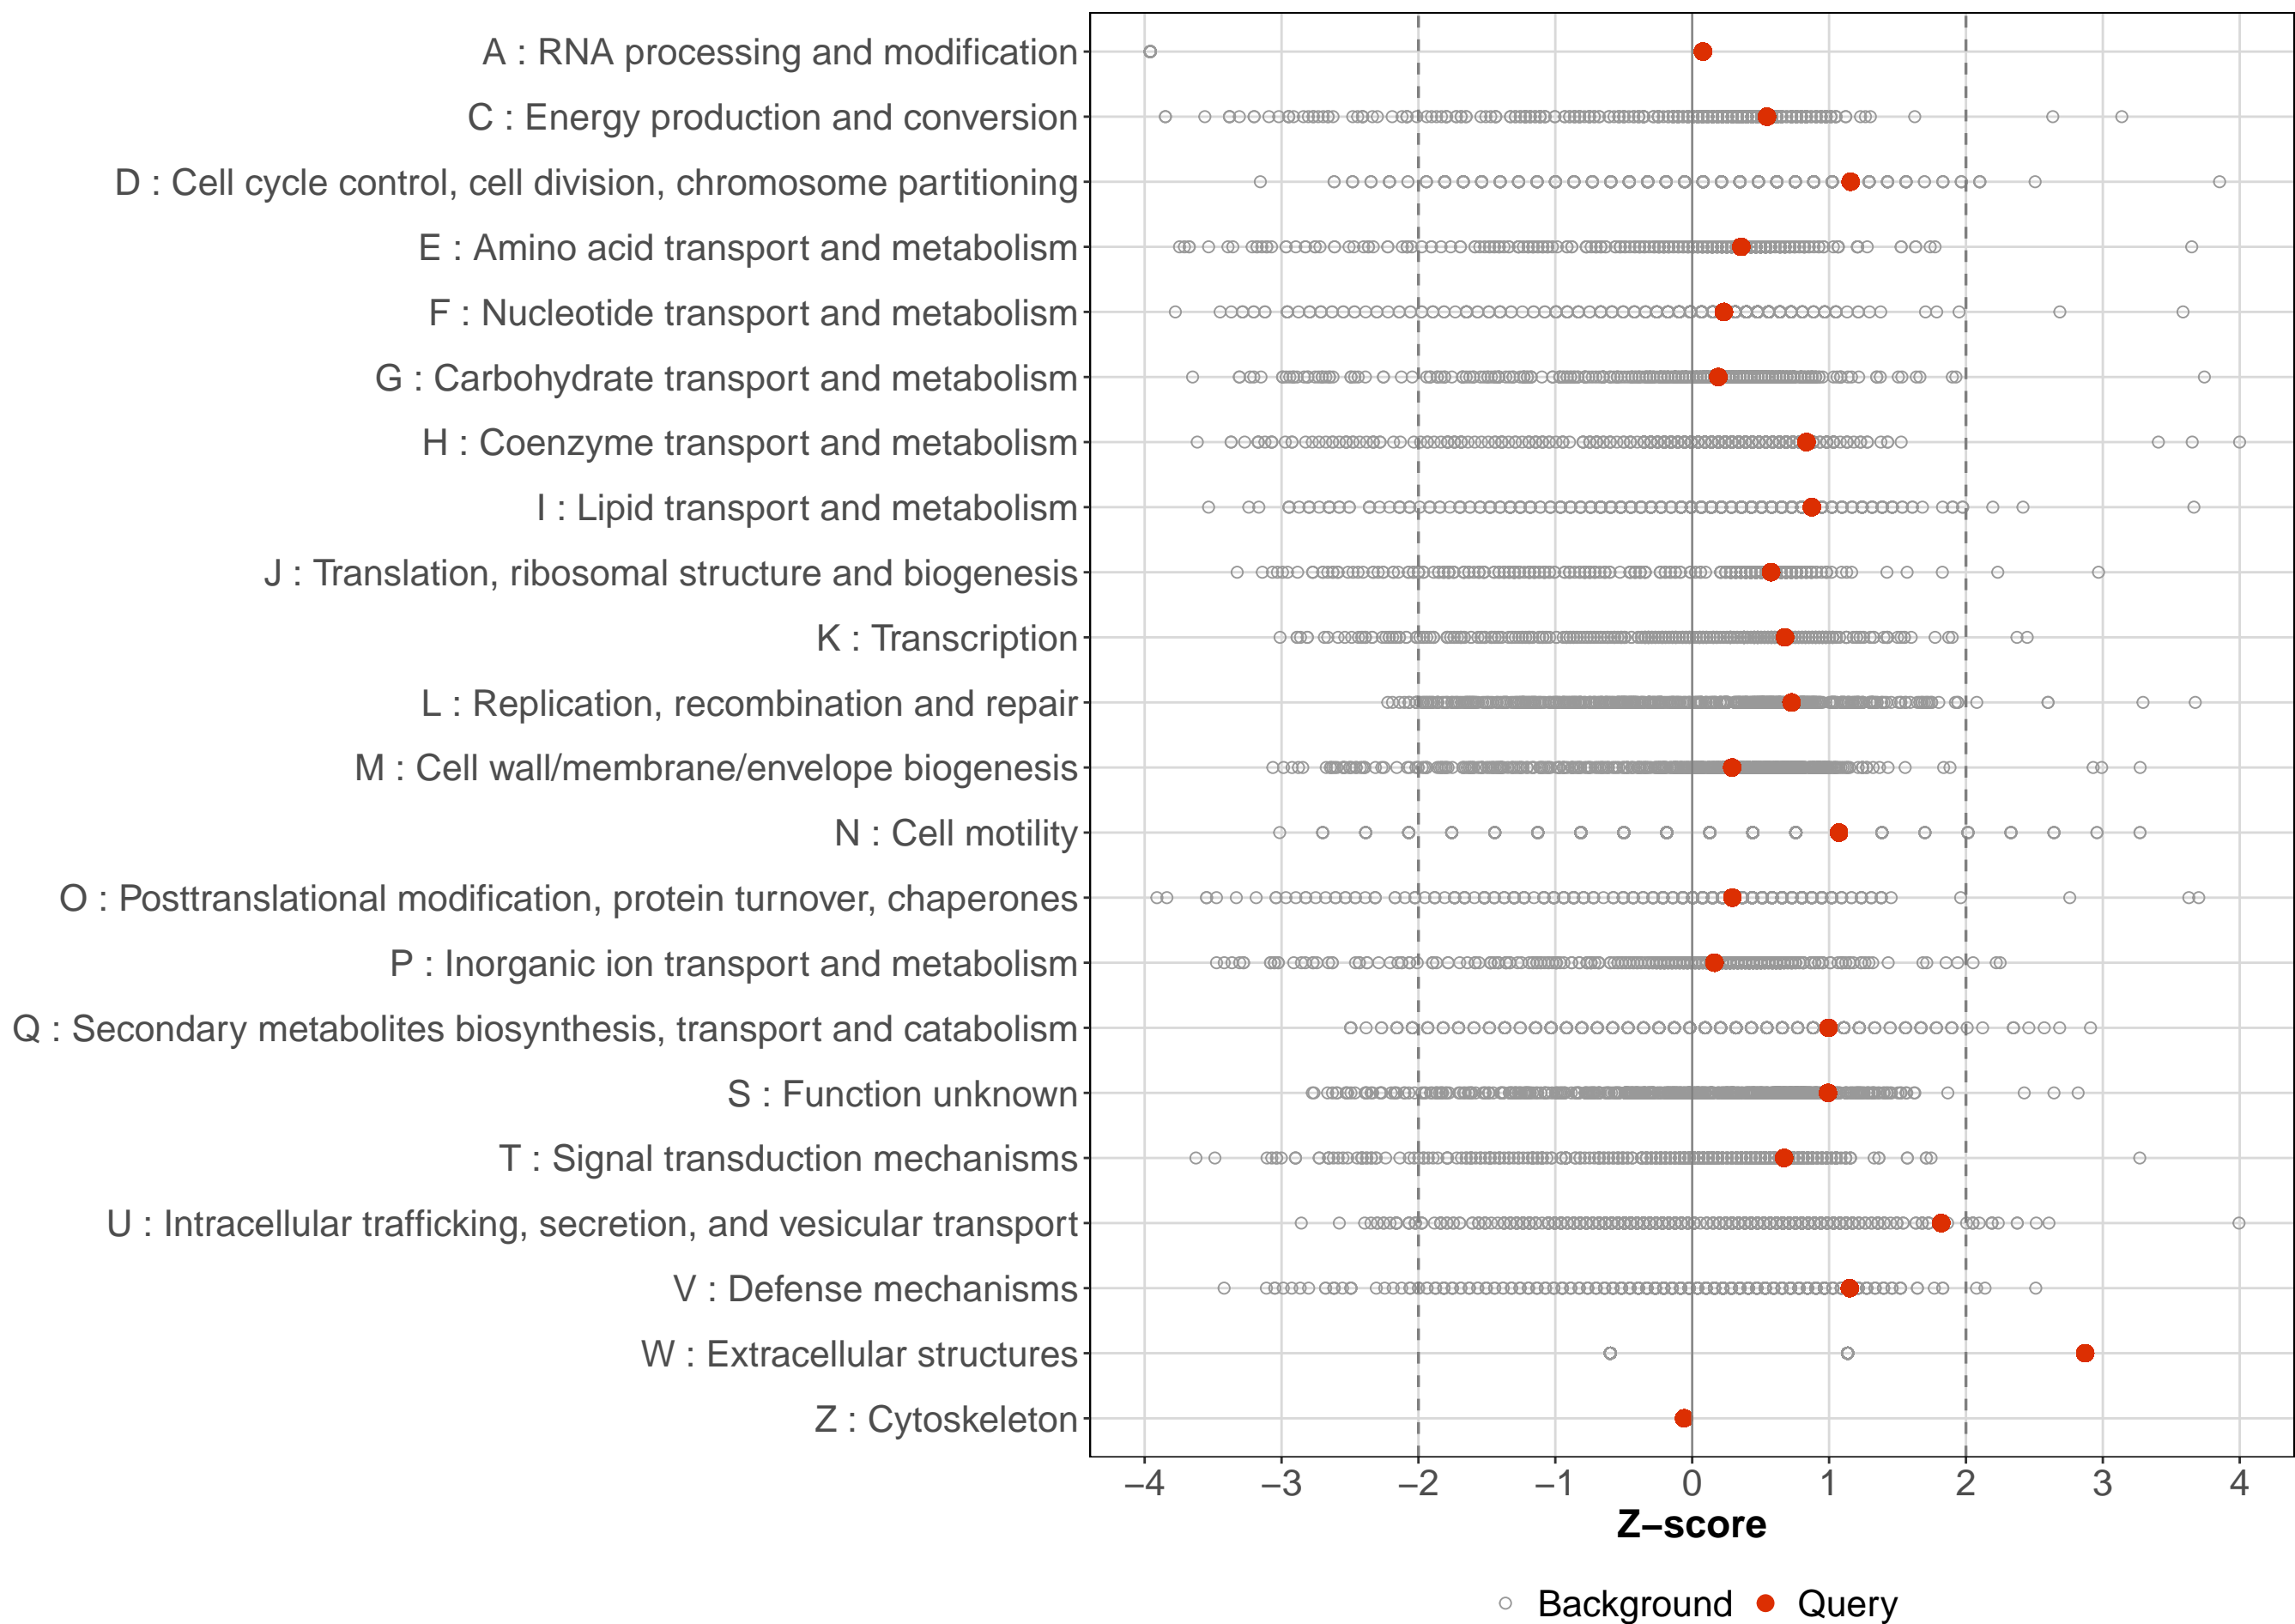 A : RNA processing and modification
C : Energy production and conversion
D : Cell cycle control, cell division, chromosome partitioning
E : Amino acid transport and metabolism
F : Nucleotide transport and metabolism
G : Carbohydrate transport and metabolism
H : Coenzyme transport and metabolism
I : Lipid transport and metabolism
J : Translation, ribosomal structure and biogenesis
K : Transcription
L : Replication, recombination and repair
M : Cell wall/membrane/envelope biogenesis
N : Cell motility
O : Posttranslational modification, protein turnover, chaperones
P : Inorganic ion transport and metabolism
Q : Secondary metabolites biosynthesis, transport and catabolism
S : Function unknown
T : Signal transduction mechanisms
U : Intracellular trafficking, secretion, and vesicular transport
V : Defense mechanisms
W : Extracellular structures
Z : Cytoskeleton
−4 −3 −2 −1 0 1 2 3 4
Z−score
Background Query